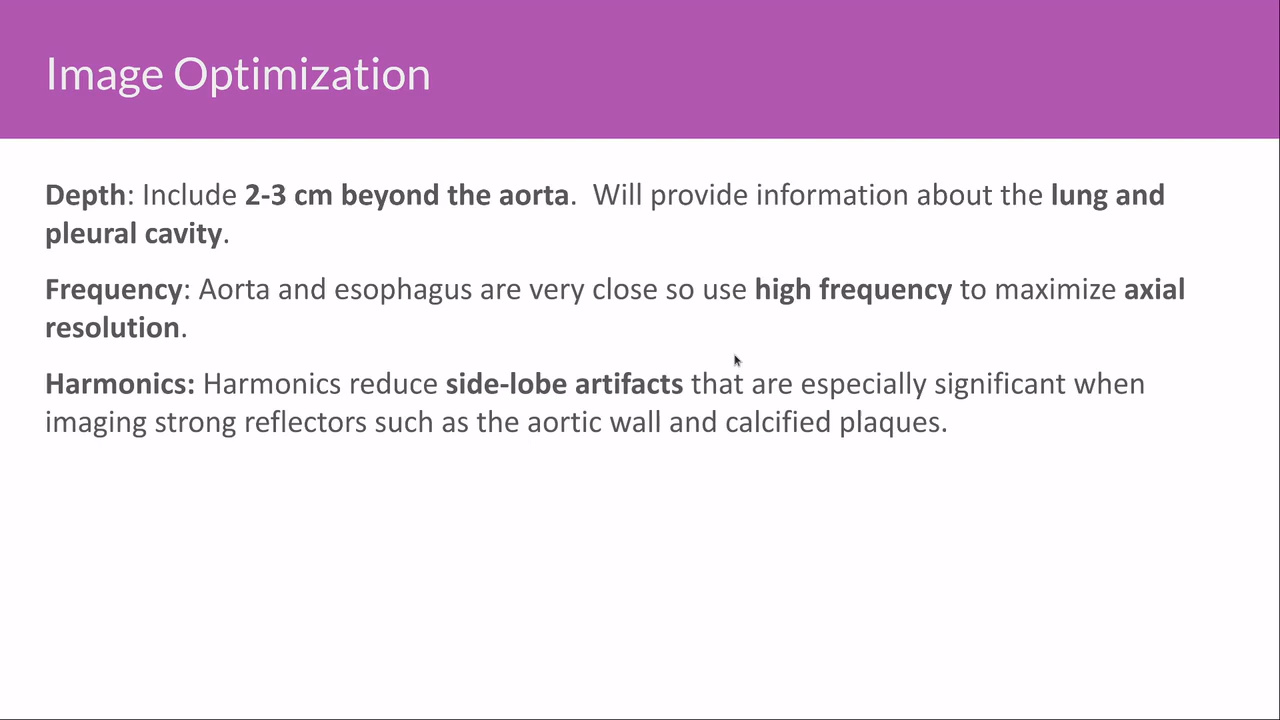 Image Optimization
Depth: Include 2-3 cm beyond the aorta.  Will provide information about the lung and
pleural cavity.
Frequency: Aorta and esophagus are very close so use high frequency to maximize axial
resolution.
Harmonics: Harmonics reduce side-lobe artifacts that are especially significant when
imaging strong reflectors such as the aortic wall and calcified plaques.